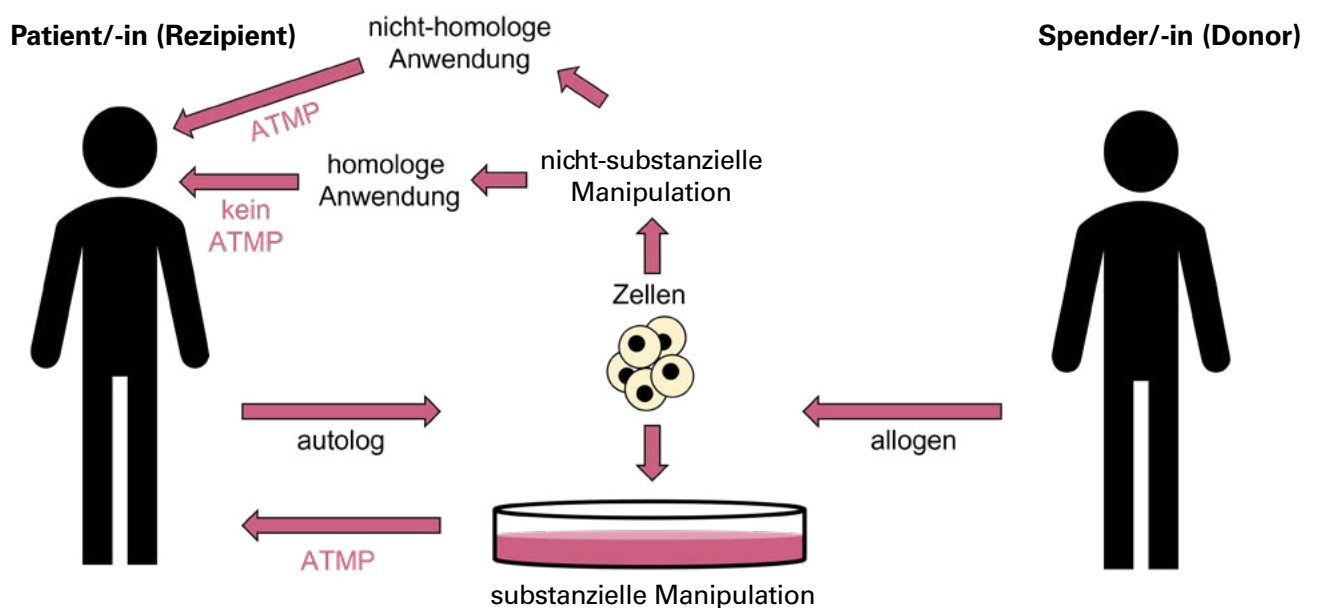 Patient/-in (Rezipient)
nicht-homologe
Anwendung
Spender/-in (Donor)
ATMP
homologe
Anwendung
nicht-substanzielle
Manipulation
kein
ATMP
Zellen
autolog
allogen
ATMP
substanzielle Manipulation